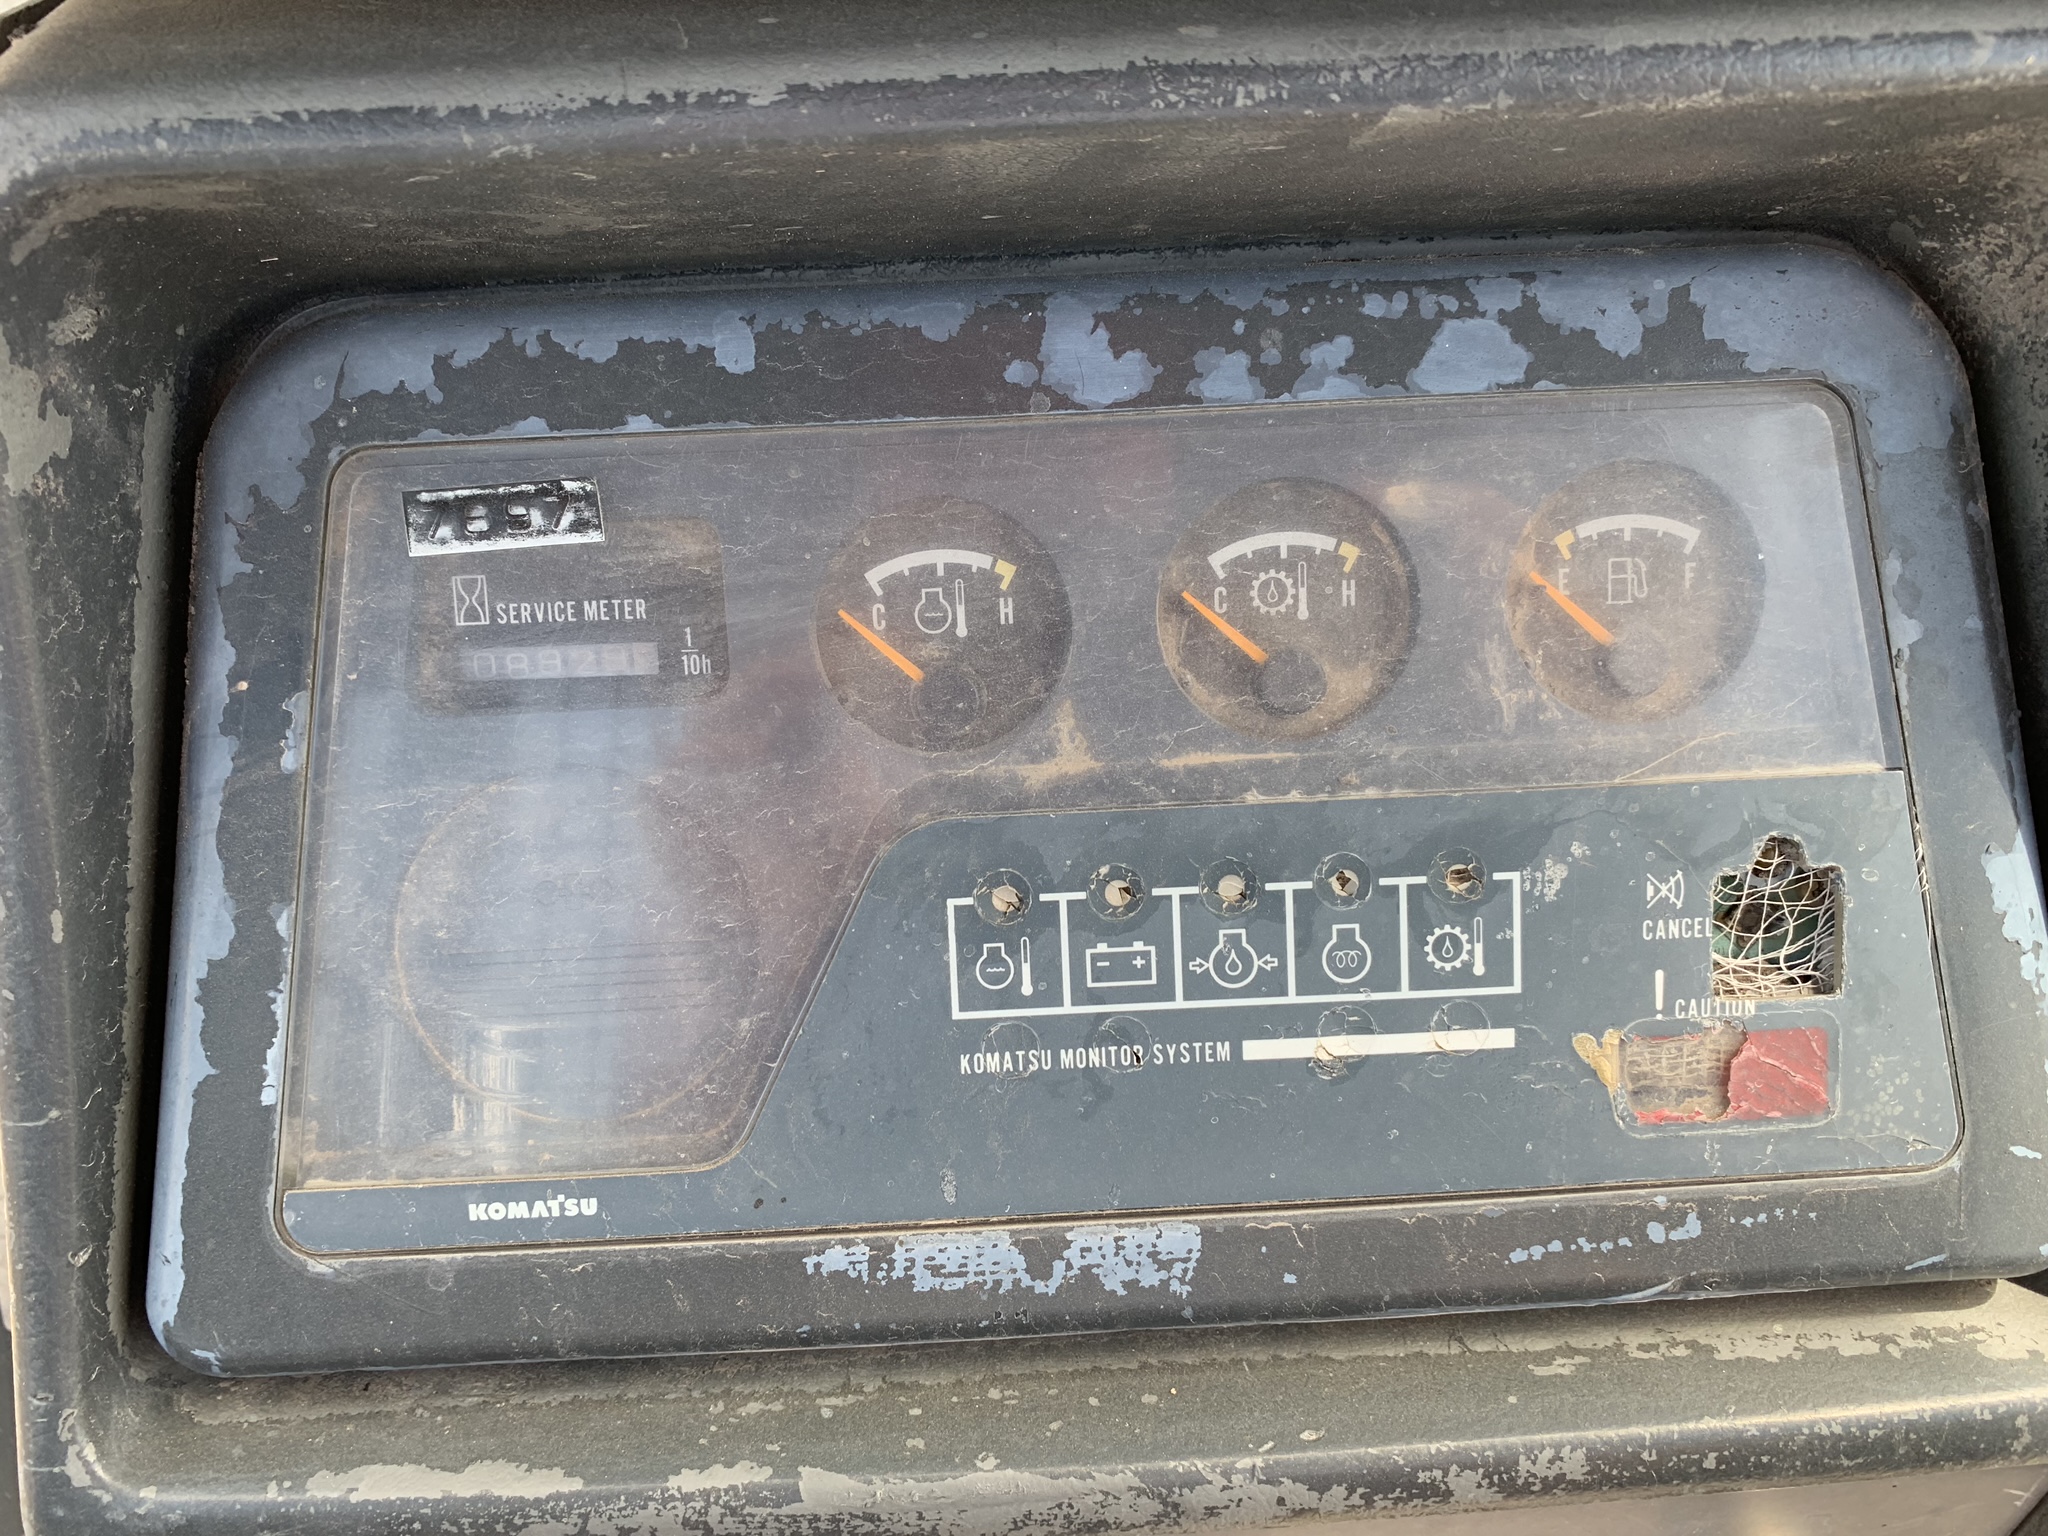 7897
SERVICE METER
1
10h
C
H
C
H
E
F
CANCEL
! CAUTION
KOMATSU MONITOR SYSTEM
KOMATSU